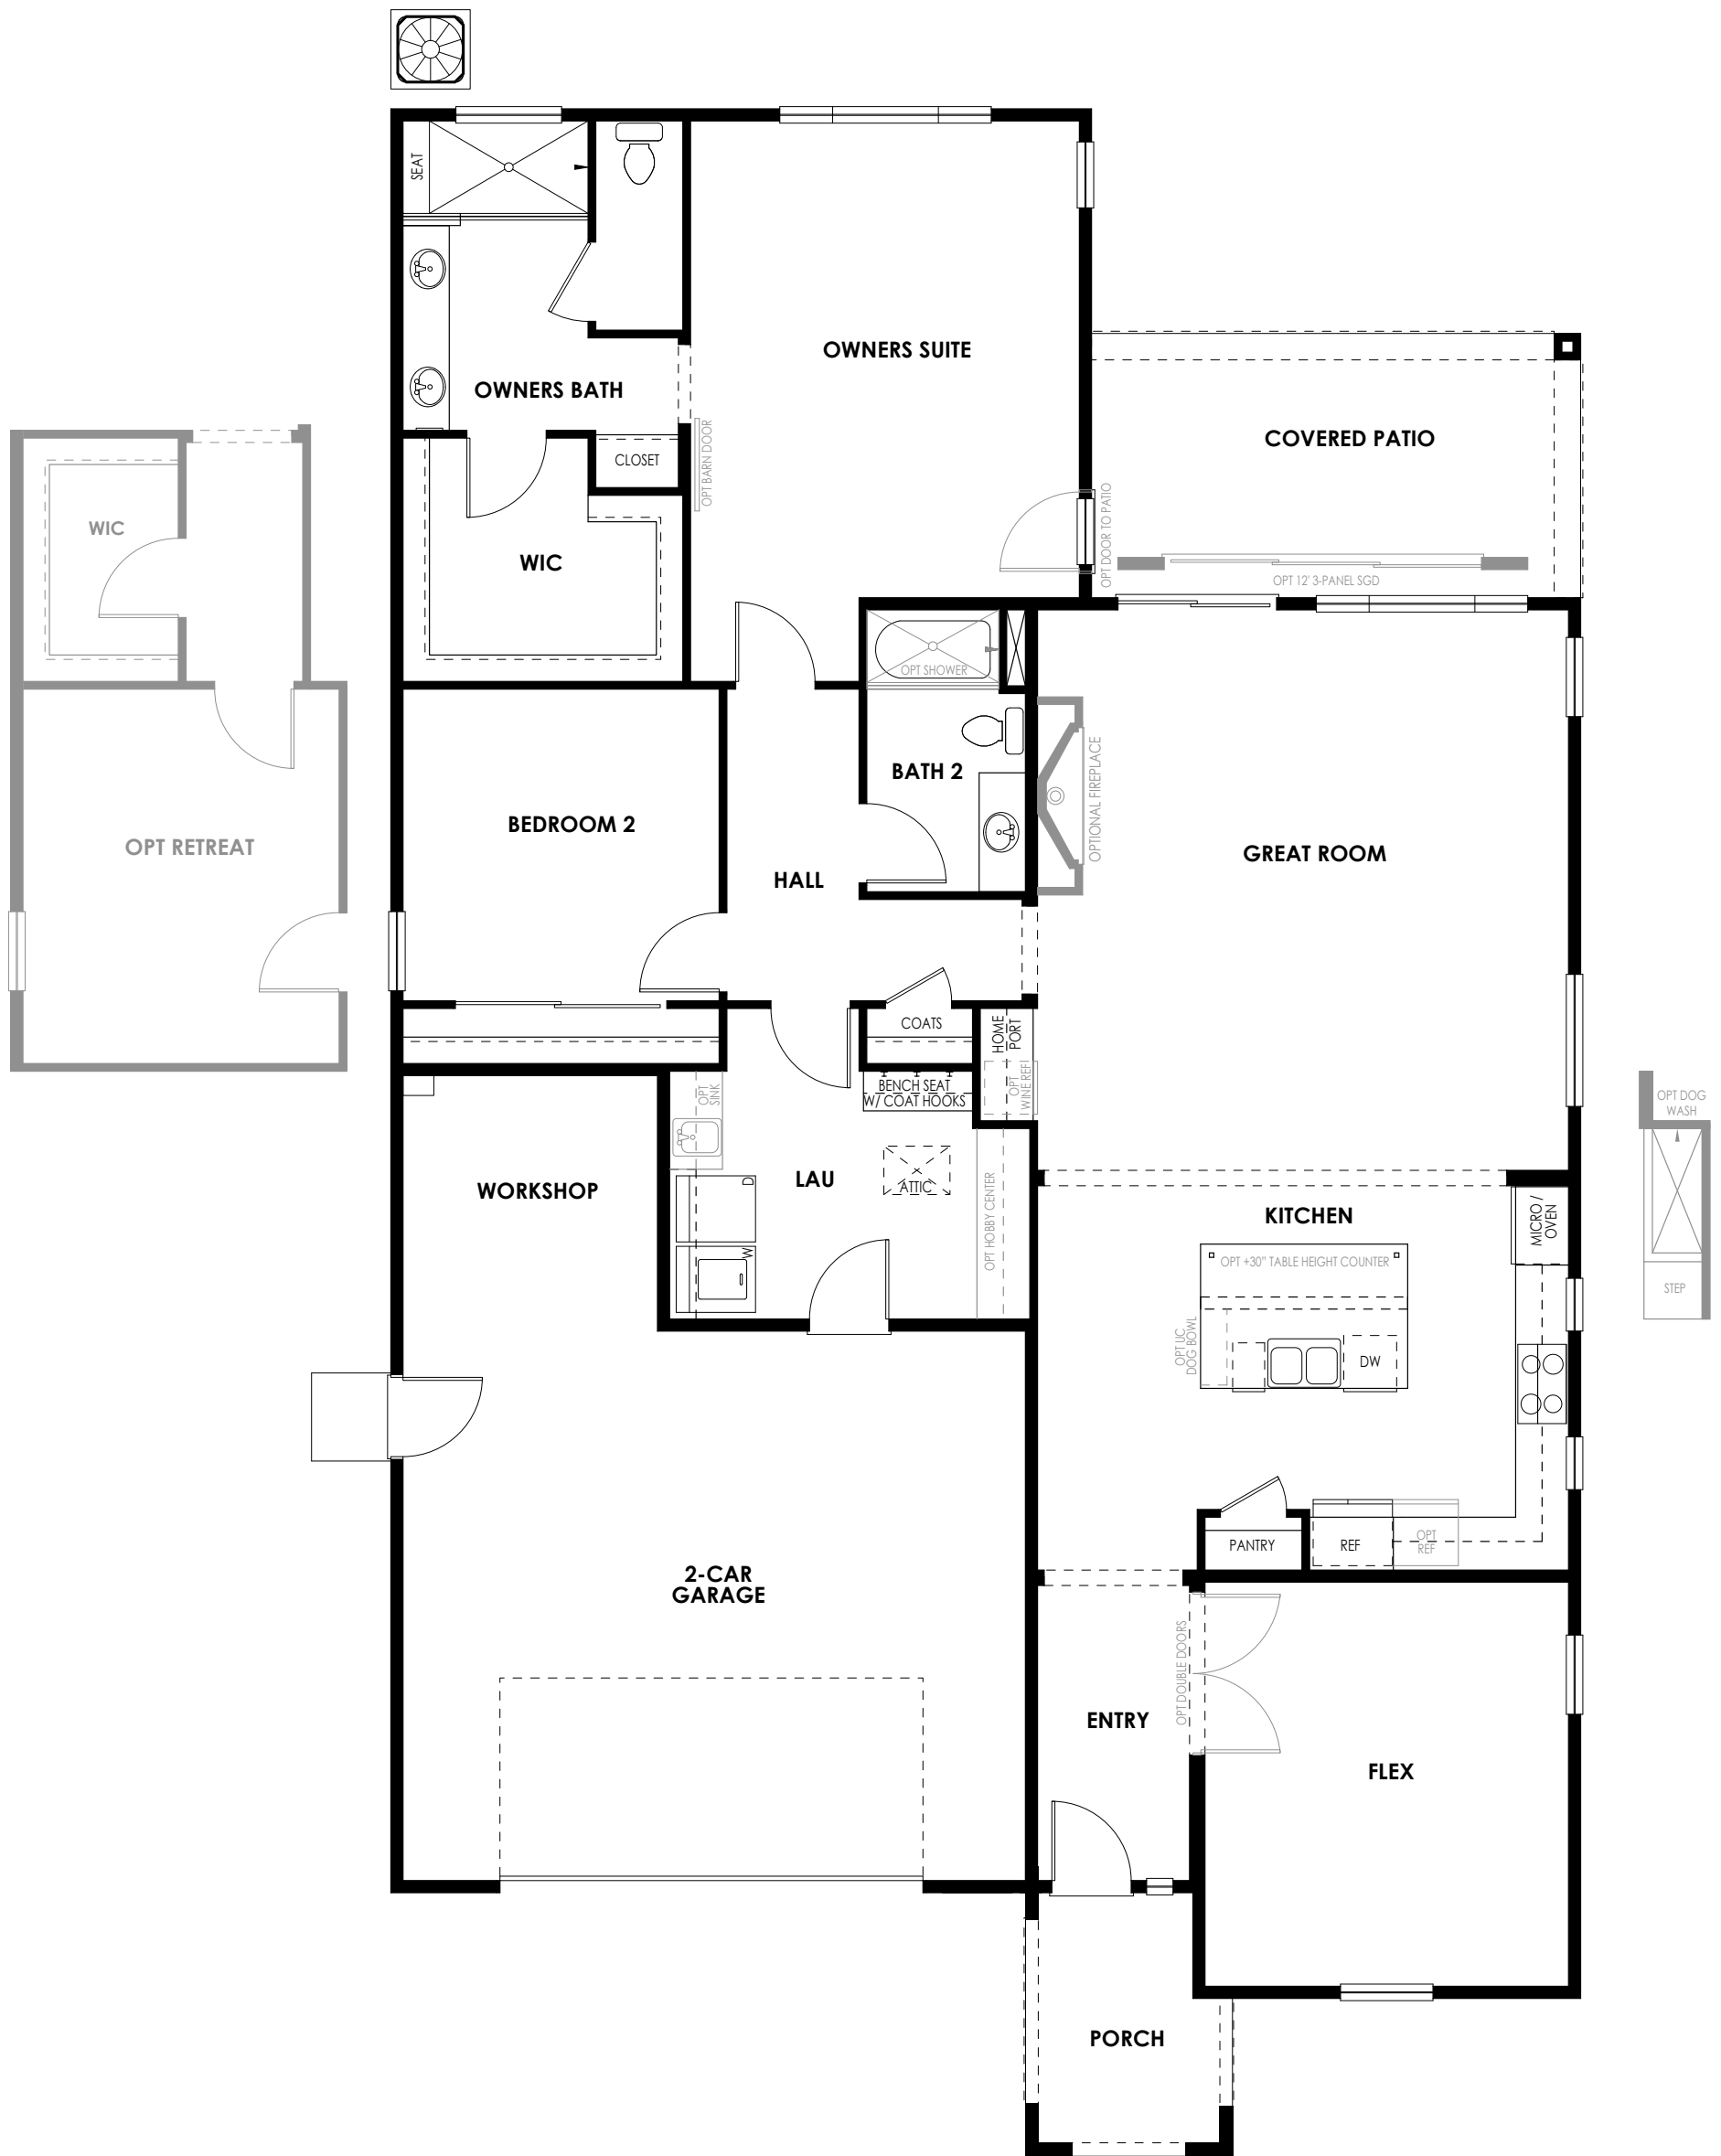 SEAT
OWNERS SUITE
OWNERS BATH
COVERED PATIO
CLOSET
OPT BARN DOOR
WIC
WIC
OPT DOOR TO PATIO
OPT 12' 3-PANEL SGD
OPT SHOWER
BATH 2
OPTIONAL FIREPLACE
BEDROOM 2
OPT RETREAT
GREAT ROOM
HALL
COATS
HOME
PORT
OPT
WINE REF
BENCH SEAT
W/ COAT HOOKS
OPT
SINK
OPT DOG
WASH
STEP
WORKSHOP
LAU
ATTIC
D
W
OPT HOBBY CENTER
KITCHEN
MICRO/
OVEN
OPT +30" TABLE HEIGHT COUNTER
OPT UC
DOG BOWL
DW
PANTRY
REF
OPT
REF
2-CAR
GARAGE
OPT DOUBLE DOORS
ENTRY
FLEX
PORCH